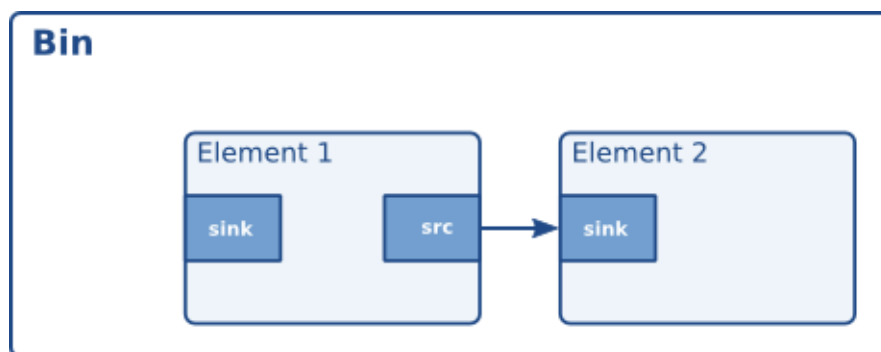 Bin
Element 1
Element 2
sink
src
sink